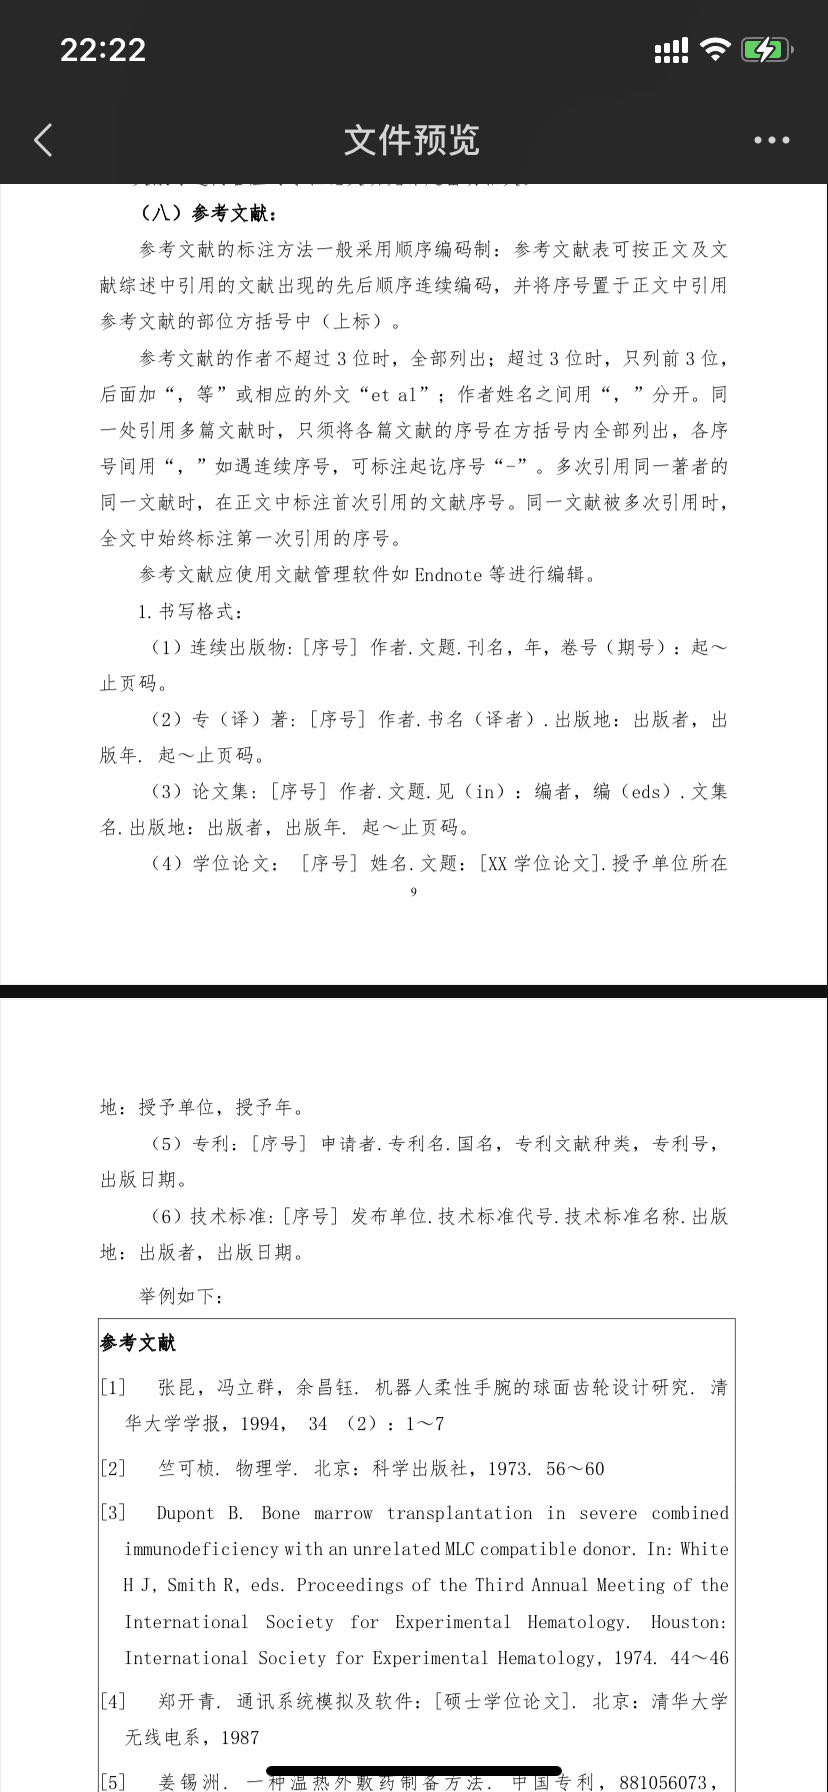 22:22
文件预览
（八）参考文献：
参考文献的标注方法一般采用顺序编码制：参考文献表可按正文及文
献综述中引用的文献出现的先后顺序连续编码，并将序号置于正文中引用
参考文献的部位方括号中（上标）。
参考文献的作者不超过 3 位时，全部列出；超过 3 位时，只列前 3 位，
后面加“，等”或相应的外文“et al”；作者姓名之间用“，”分开。同
一处引用多篇文献时，只须将各篇文献的序号在方括号内全部列出，各序
号间用“，”如遇连续序号，可标注起讫序号“-”。多次引用同一著者的
同一文献时，在正文中标注首次引用的文献序号。同一文献被多次引用时，
全文中始终标注第一次引用的序号。
参考文献应使用文献管理软件如 Endnote 等进行编辑。
1.书写格式：
（1）连续出版物：［序号］作者.文题.刊名，年，卷号（期号）：起～
止页码。
（2）专（译）著：［序号］作者.书名（译者）.出版地：出版者，出
版年. 起～止页码。
（3）论文集：［序号］作者.文题.见（in）：编者，编（eds）.文集
名.出版地：出版者，出版年. 起～止页码。
（4）学位论文： ［序号］姓名.文题：[XX 学位论文].授予单位所在
9
地：授予单位，授予年。
（5）专利：［序号］申请者.专利名.国名，专利文献种类，专利号，
出版日期。
（6）技术标准：［序号］发布单位.技术标准代号.技术标准名称.出版
地：出版者，出版日期。
举例如下：
参考文献
[1] 张昆，冯立群，余昌钰. 机器人柔性手腕的球面齿轮设计研究. 清
华大学学报，1994， 34 （2）：1～7
[2] 竺可桢. 物理学. 北京：科学出版社，1973. 56～60
[3] Dupont B. Bone marrow transplantation in severe combined
immunodeficiency with an unrelated MLC compatible donor. In: White
H J, Smith R, eds. Proceedings of the Third Annual Meeting of the
International Society for Experimental Hematology. Houston:
International Society for Experimental Hematology, 1974. 44～46
[4] 郑开青. 通讯系统模拟及软件：[硕士学位论文]. 北京：清华大学
无线电系，1987
[5] 姜锡洲. 一种温热外敷药制备方法. 中国专利，881056073，